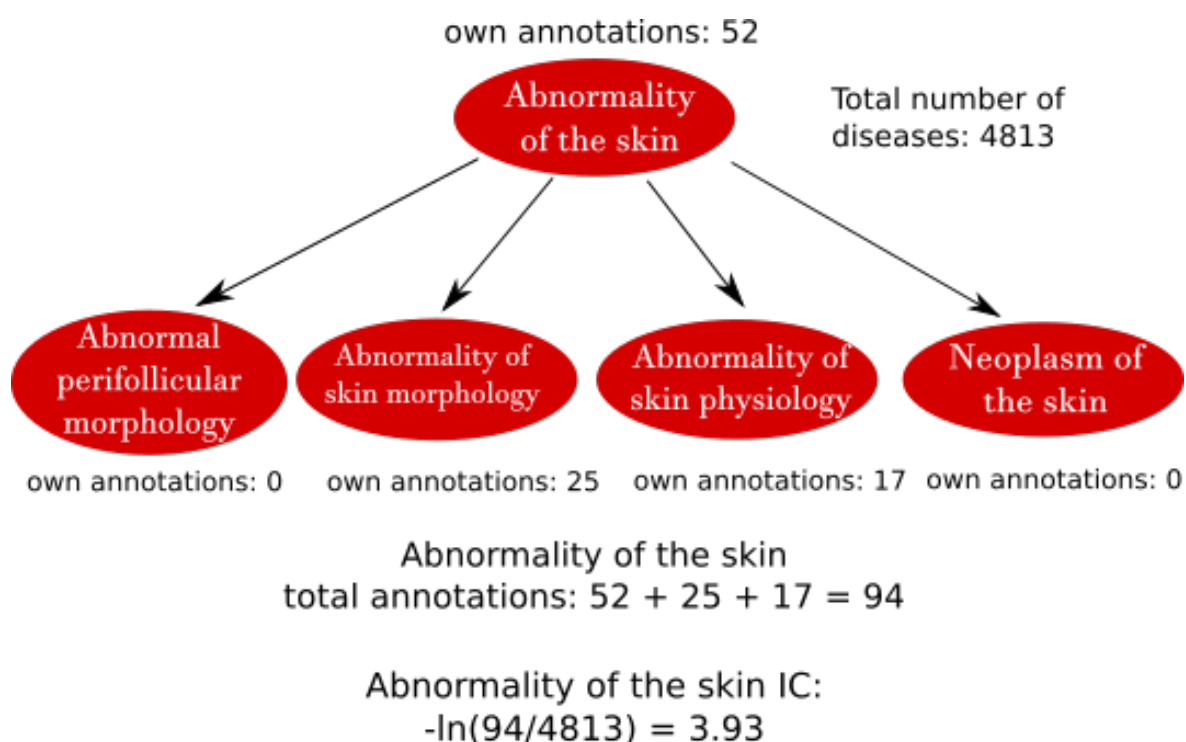 own annotations: 52
Abnormality
of the skin
Total number of
diseases: 4813
Abnormal
perifollicular
morphology
Abnormality of
skin morphology
Abnormality of
skin physiology
Neoplasm of
the skin
own annotations: 0
own annotations: 25
own annotations: 17
own annotations: 0
Abnormality of the skin
total annotations: 52 + 25 + 17 = 94
Abnormality of the skin IC:
-ln(94/4813) = 3.93